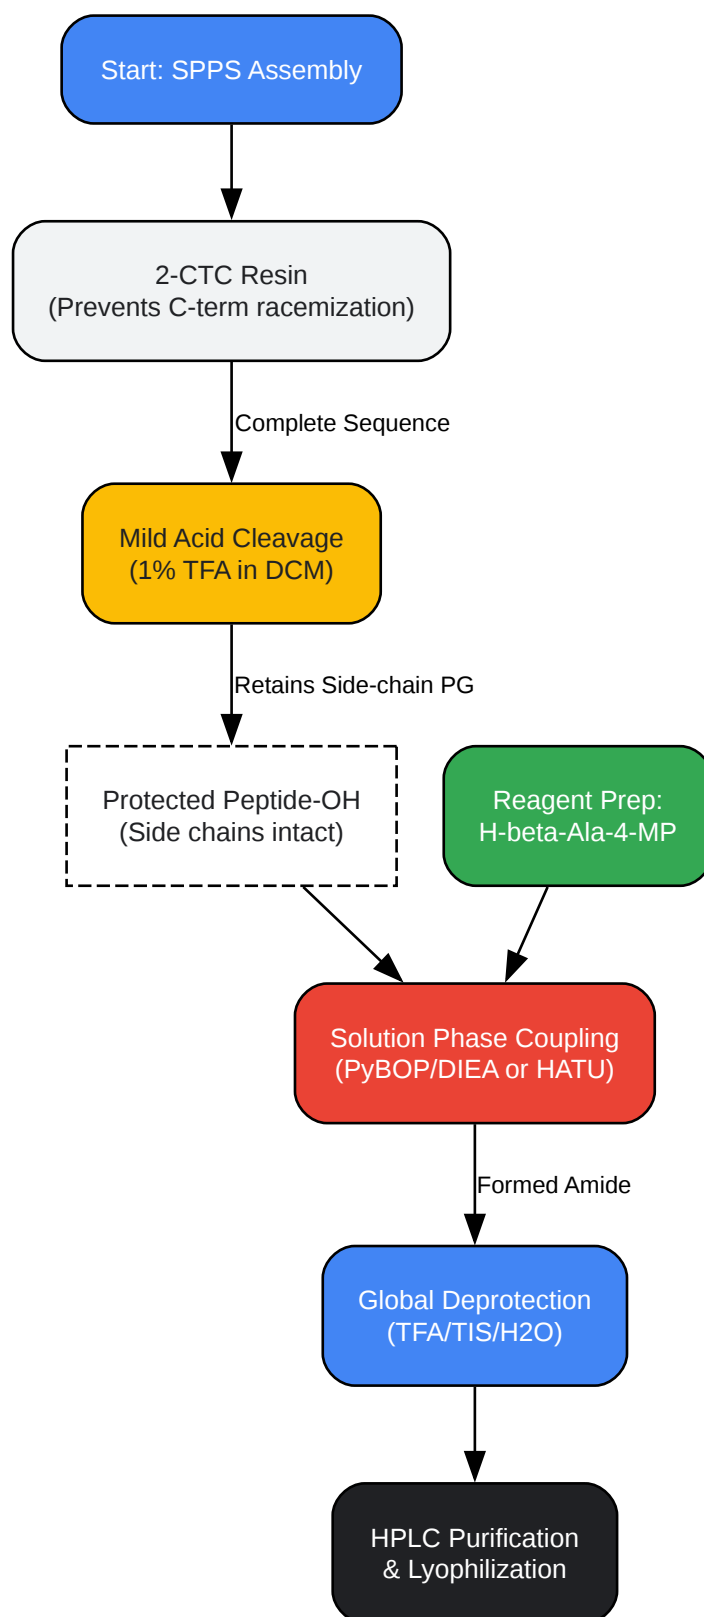 Start: SPPS Assembly
2-CTC Resin
(Prevents C-term racemization)
Complete Sequence
Mild Acid Cleavage
(1% TFA in DCM)
Retains Side-chain PG
Protected Peptide-OH
(Side chains intact)
Reagent Prep:
H-beta-Ala-4-MP
Solution Phase Coupling
(PyBOP/DIEA or HATU)
Formed Amide
Global Deprotection
(TFA/TIS/H2O)
HPLC Purification
& Lyophilization